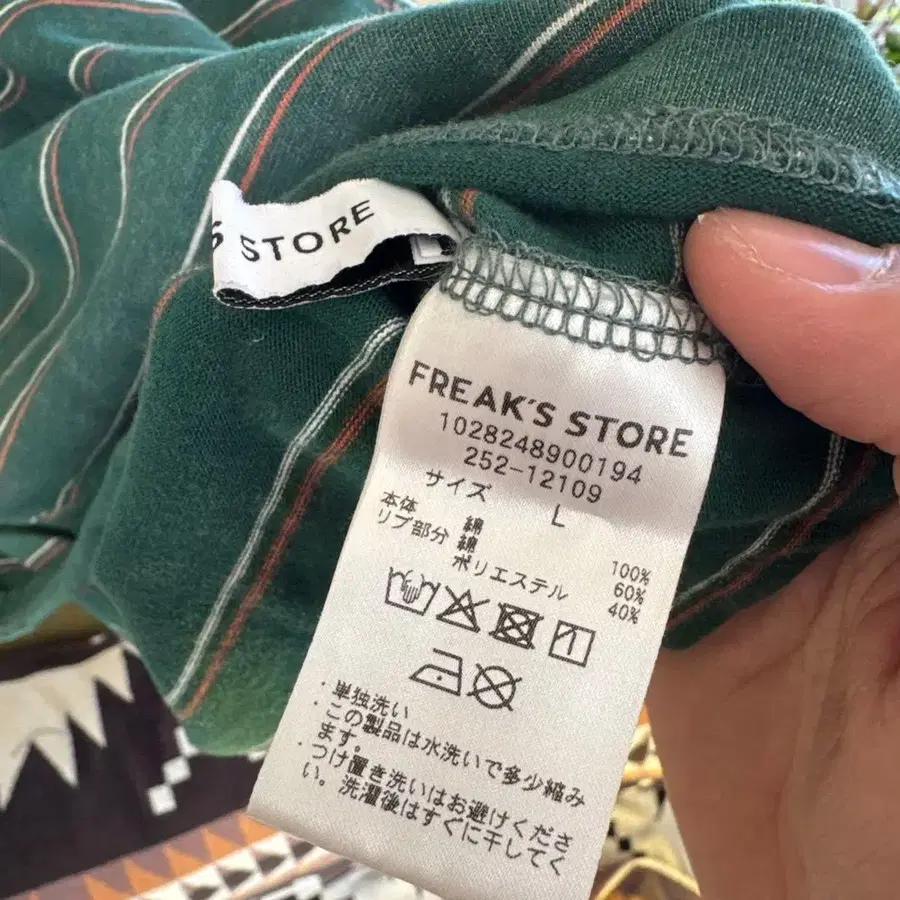 S STORE
FREAK'S STORE
1028248900194
252-12109
サイズ L
本体 綿 100%
リブ部分 綿 60%
ポリエステル 40%
・単独洗い
・この製品は水洗いで多少縮み
ます。
・つけ置き洗いはお避けくださ
い。洗濯後はすぐに干してく